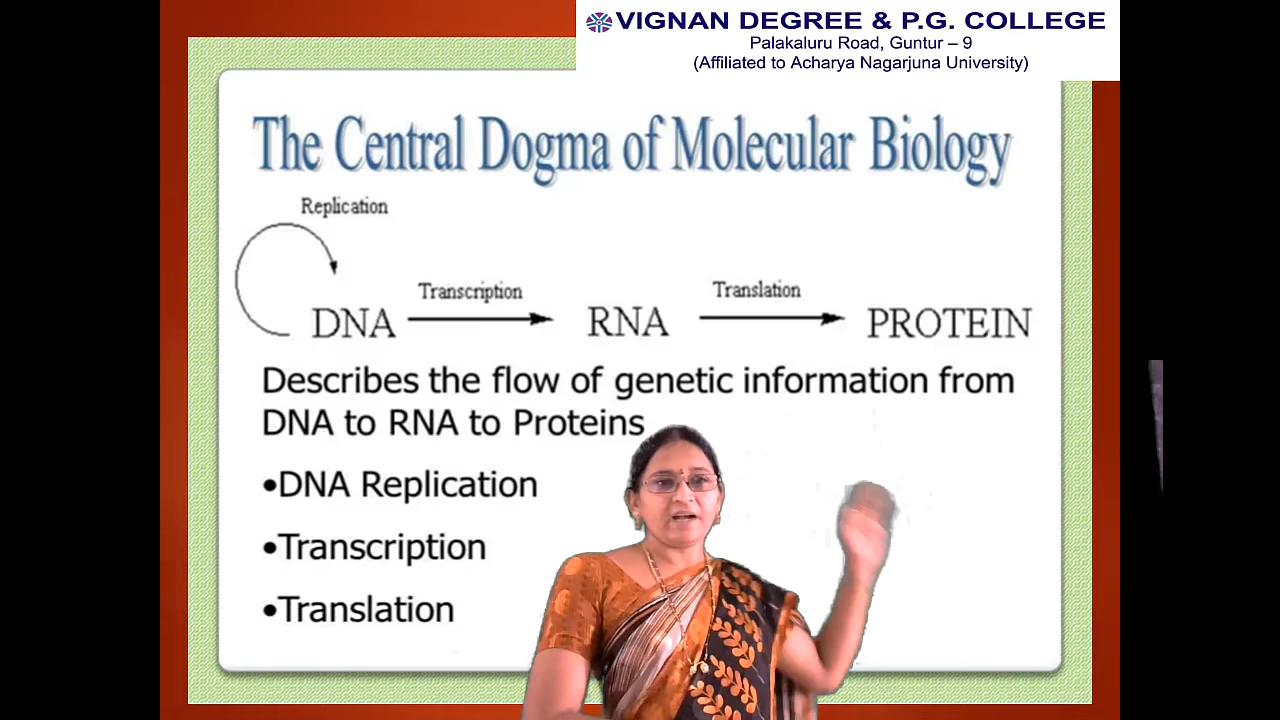 VIGNAN DEGREE & P.G. COLLEGE
Palakaluru Road, Guntur – 9
(Affiliated to Acharya Nagarjuna University)
The Central Dogma of Molecular Biology
Replication
Transcription
Translation
DNA
RNA
PROTEIN
Describes the flow of genetic information from
DNA to RNA to Proteins
•DNA Replication
•Transcription
•Translation